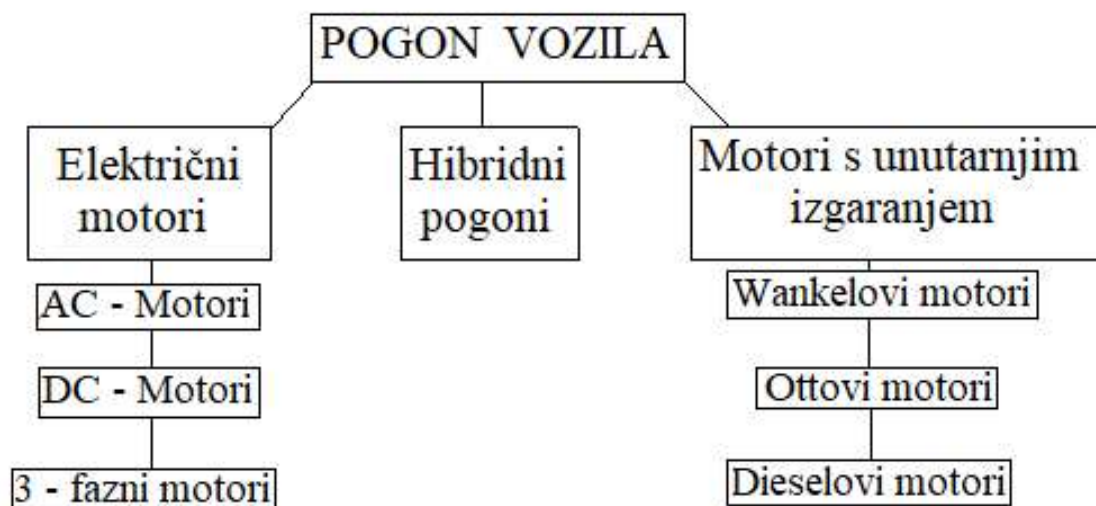 POGON VOZILA
Električni
motori
Hibridni
pogoni
Motori s unutarnjim
izgaranjem
AC - Motori
DC - Motori
3 - fazni motori
Wankelovi motori
Ottovi motori
Dieselovi motori